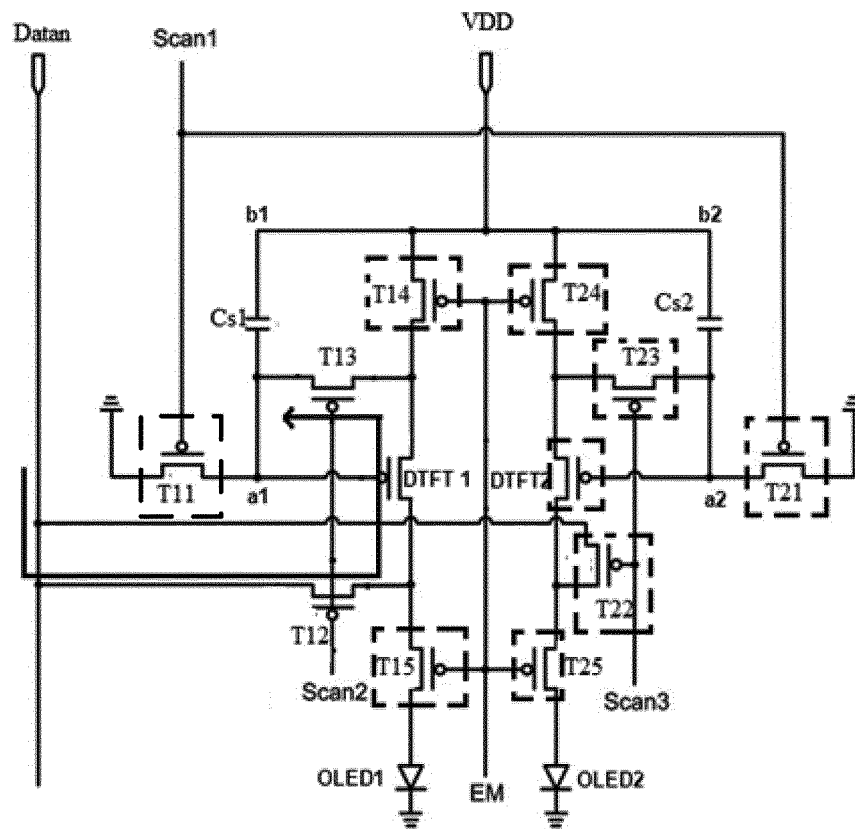 Datan
Scan1
VDD
b1
b2
T14
T24
Cs1
Cs2
T13
T23
DTFT 1
DTFT2
T11
a1
a2
T21
T22
T12
T15
T25
Scan2
Scan3
OLED1
EM
OLED2